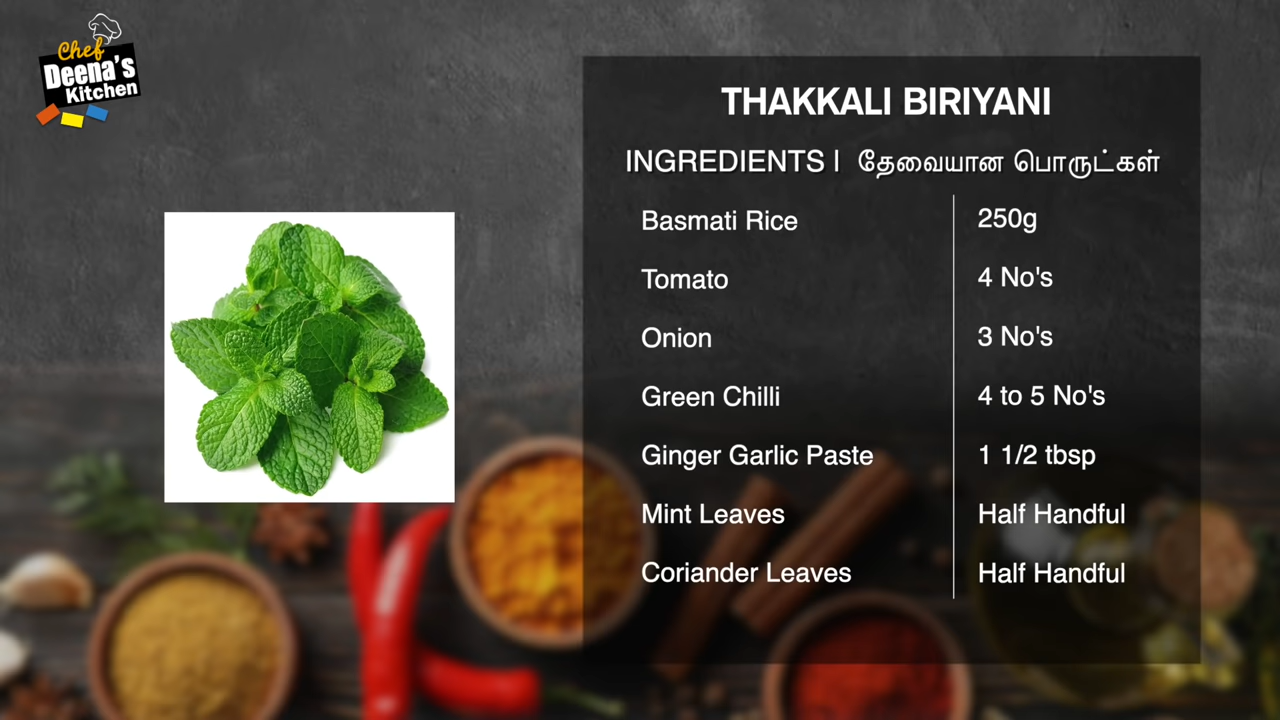 Chef
Deena's
Kitchen
THAKKALI BIRIYANI
INGREDIENTS | தேவையான பொருட்கள்
Basmati Rice 250g
Tomato 4 No's
Onion 3 No's
Green Chilli 4 to 5 No's
Ginger Garlic Paste 1 1/2 tbsp
Mint Leaves Half Handful
Coriander Leaves Half Handful